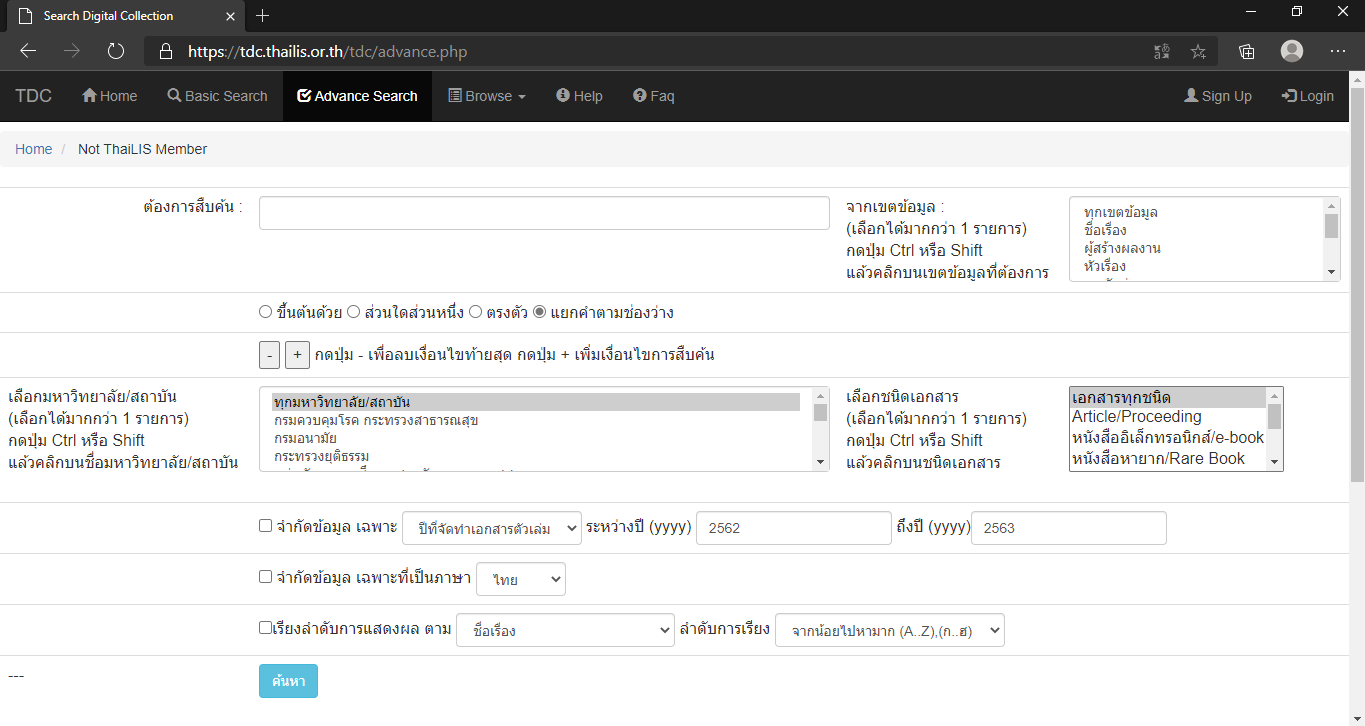 Search Digital Collection
https://tdc.thailis.or.th/tdc/advance.php
TDC Home Basic Search Advance Search Browse Help Faq Sign Up Login
Home / Not ThaiLIS Member
ต้องการสืบค้น :
จากเขตข้อมูล :
(เลือกได้มากกว่า 1 รายการ)
กดปุ่ม Ctrl หรือ Shift
แล้วคลิกบนเขตข้อมูลที่ต้องการ
ทุกเขตข้อมูล
ชื่อเรื่อง
ผู้สร้างผลงาน
หัวเรื่อง
ขึ้นต้นด้วย ส่วนใดส่วนหนึ่ง ตรงตัว แยกคำตามช่องว่าง
- + กดปุ่ม - เพื่อลบเงื่อนไขท้ายสุด กดปุ่ม + เพิ่มเงื่อนไขการสืบค้น
เลือกมหาวิทยาลัย/สถาบัน
(เลือกได้มากกว่า 1 รายการ)
กดปุ่ม Ctrl หรือ Shift
แล้วคลิกบนชื่อมหาวิทยาลัย/สถาบัน
ทุกมหาวิทยาลัย/สถาบัน
กรมควบคุมโรค กระทรวงสาธารณสุข
กรมอนามัย
กระทรวงยุติธรรม
เลือกชนิดเอกสาร
(เลือกได้มากกว่า 1 รายการ)
กดปุ่ม Ctrl หรือ Shift
แล้วคลิกบนชนิดเอกสาร
เอกสารทุกชนิด
Article/Proceeding
หนังสืออิเล็กทรอนิกส์/e-book
หนังสือหายาก/Rare Book
จำกัดข้อมูล เฉพาะ ปีที่จัดทำเอกสารตัวเล่ม ระหว่างปี (yyyy) 2562 ถึงปี (yyyy) 2563
จำกัดข้อมูล เฉพาะที่เป็นภาษา ไทย
เรียงลำดับการแสดงผล ตาม ชื่อเรื่อง ลำดับการเรียง จากน้อยไปหามาก (A..Z),(ก..ฮ)
--- ค้นหา